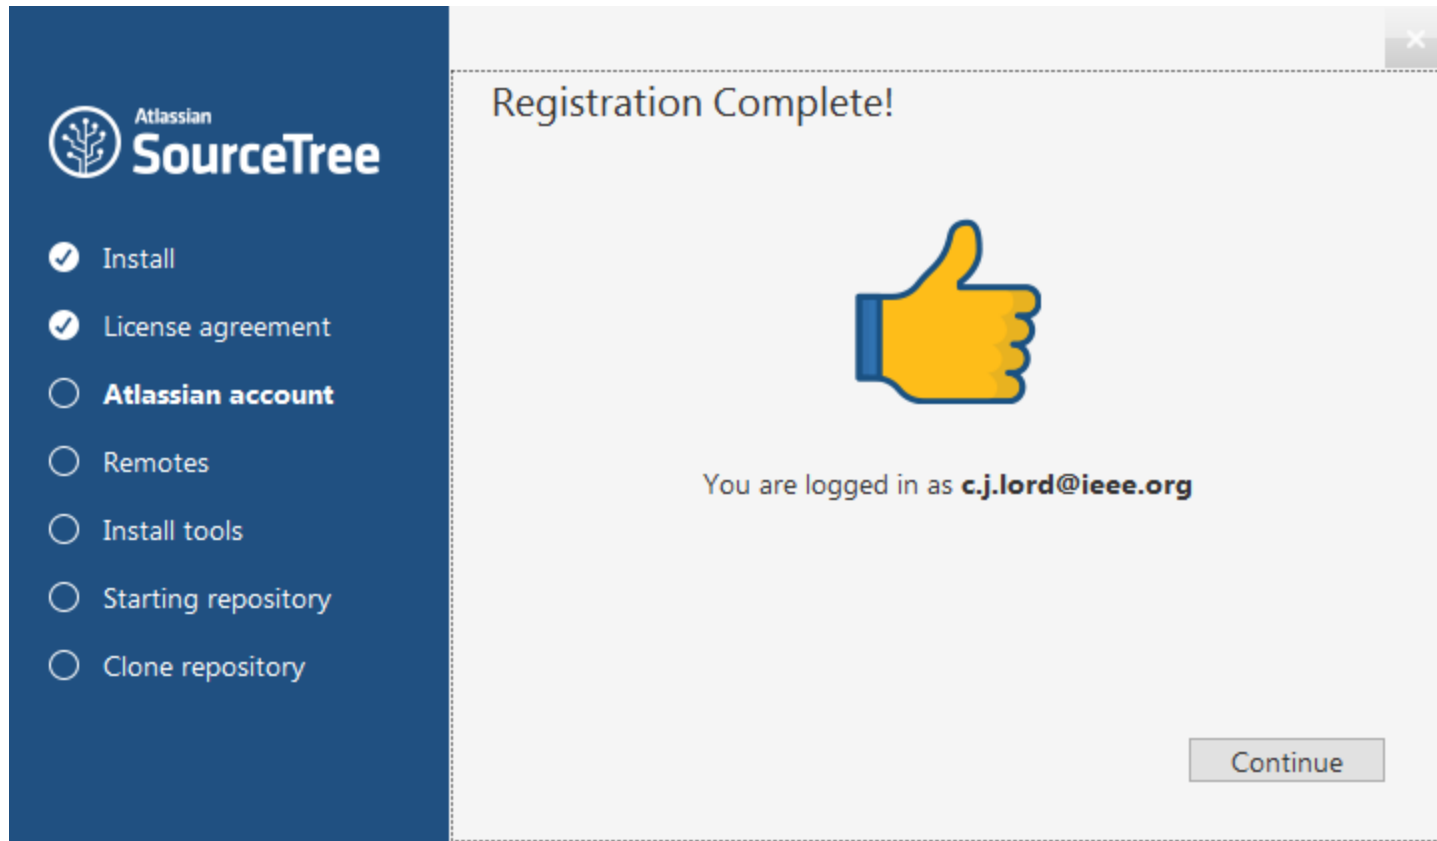 Atlassian
SourceTree
Install
License agreement
Atlassian account
Remotes
Install tools
Starting repository
Clone repository
Registration Complete!
You are logged in as c.j.lord@ieee.org
Continue